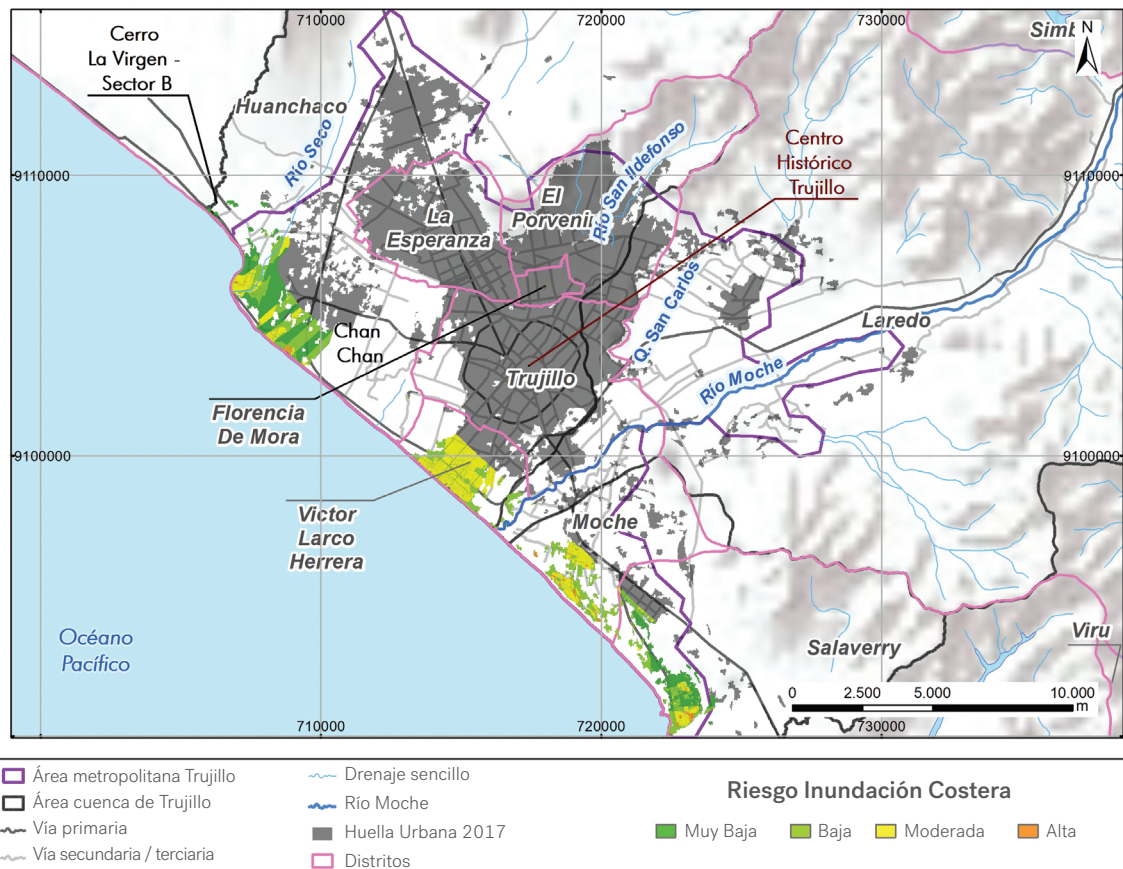 710000
720000
730000
Simb
N
Cerro
La Virgen -
Sector B
Huanchaco
Río Seco
Río San Ildefonso
Centro
Histórico
Trujillo
9110000
9110000
El
Porvenir
La
Esperanza
Q. San Carlos
Laredo
Chan
Chan
Río Moche
Trujillo
Florencia
De Mora
9100000
9100000
Victor
Larco
Herrera
Moche
Océano
Pacífico
Salaverry
Viru
0 2.5000 5.000 10.000
m
710000
720000
730000
Área metropolitana Trujillo
Área cuenca de Trujillo
Vía primaria
Vía secundaria / terciaria
Drenaje sencillo
Río Moche
Huella Urbana 2017
Distritos
Riesgo Inundación Costera
Muy Baja
Baja
Moderada
Alta